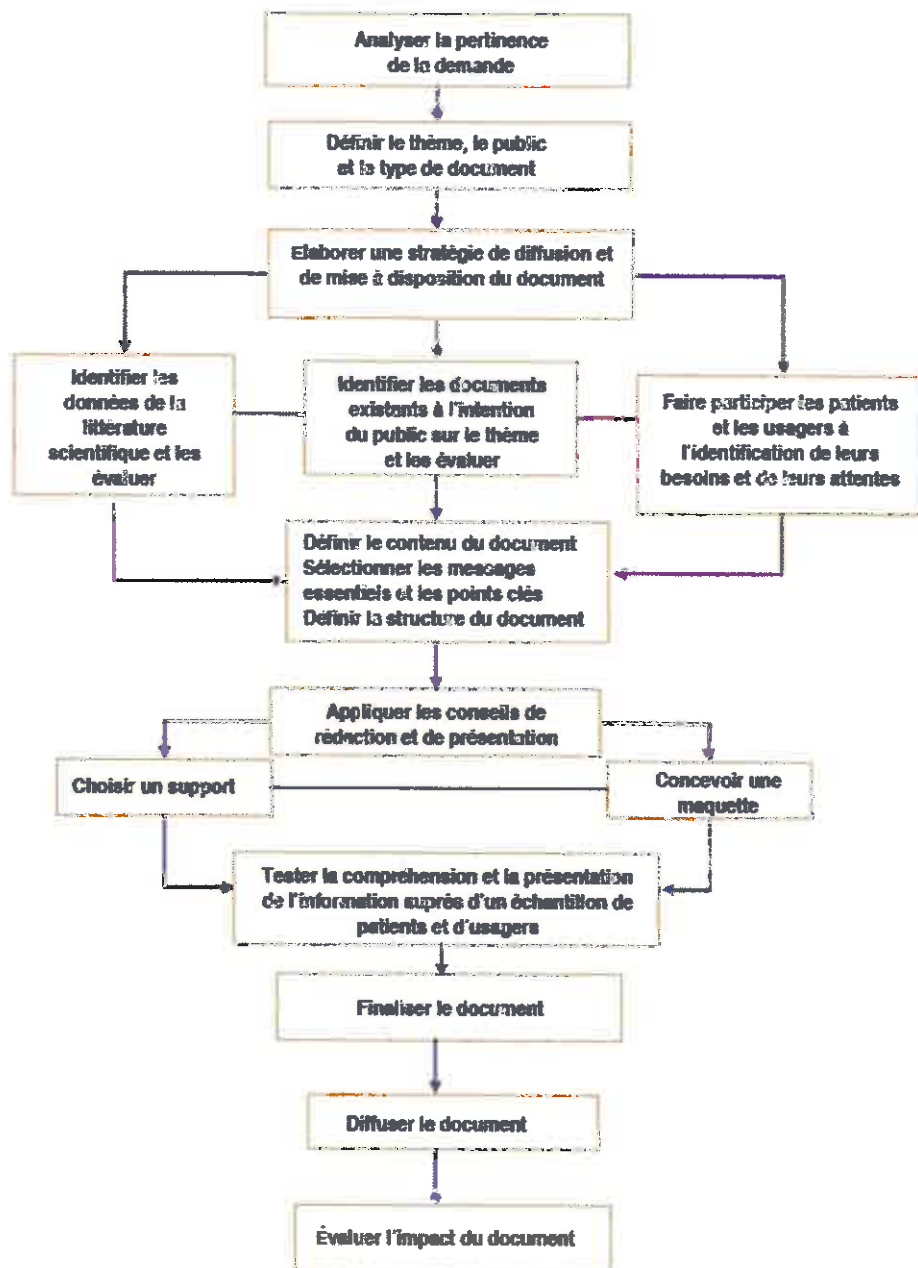 Analyser la pertinence
de la demande
Définir le thème, le public
et le type de document
Elaborer une stratégie de diffusion et
de mise à disposition du document
Identifier les
données de la
littérature
scientifique et les
évaluer
Identifier les documents
existants à l'intention
du public sur le thème
et les évaluer
Faire participer les patients
et les usagers à
l'identification de leurs
besoins et de leurs attentes
Définir le contenu du document
Sélectionner les messages
essentiels et les points clés
Définir la structure du document
Appliquer les conseils de
rédaction et de présentation
Choisir un support
Concevoir une
maquette
Tester la compréhension et la présentation
de l'information auprès d'un échantillon de
patients et d'usagers
Finaliser le document
Diffuser le document
Évaluer l'impact du document